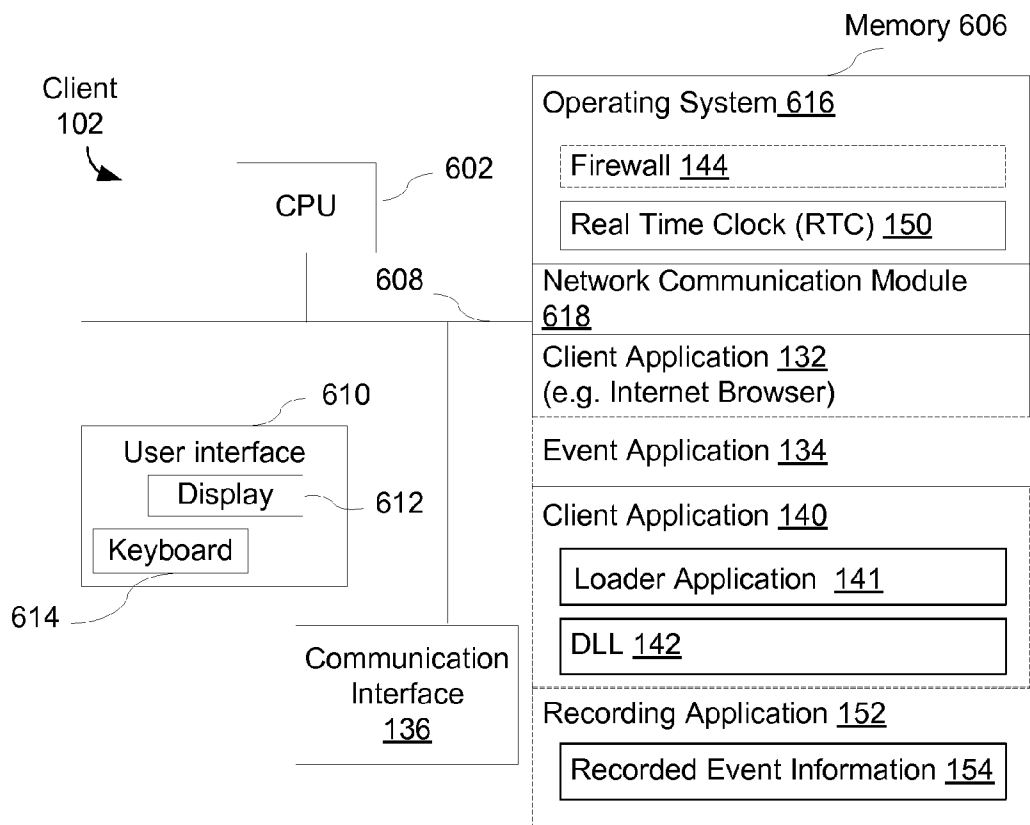 Memory 606
Client
102
Operating System 616
Firewall 144
602
CPU
Real Time Clock (RTC) 150
608
Network Communication Module
618
Client Application 132
(e.g. Internet Browser)
610
User interface
Event Application 134
Display
612
Client Application 140
Keyboard
Loader Application 141
614
DLL 142
Communication
Interface
136
Recording Application 152
Recorded Event Information 154